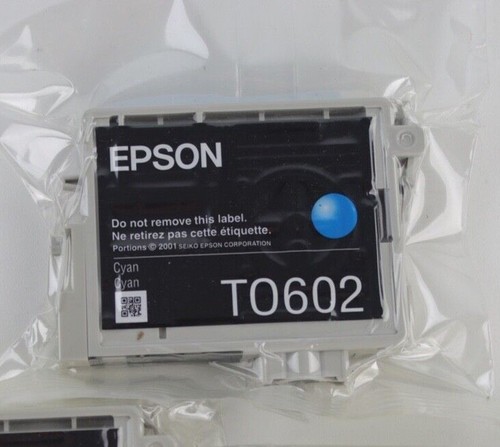 EPSON
Do not remove this label.
Ne retirez pas cette étiquette.
Portions © 2001 SEIKO EPSON CORPORATION
Cyan
Cyan
T0602